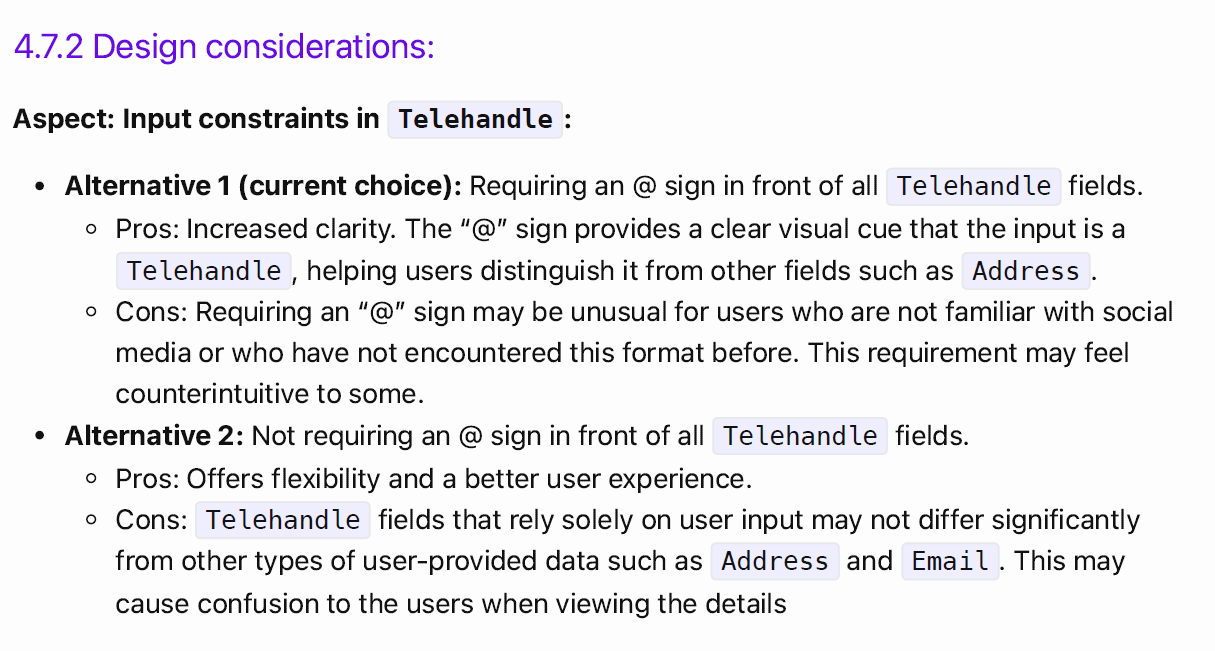 4.7.2 Design considerations:
Aspect: Input constraints in Telehandle :
• Alternative 1 (current choice): Requiring an @ sign in front of all Telehandle fields.
◦ Pros: Increased clarity. The “@” sign provides a clear visual cue that the input is a
Telehandle , helping users distinguish it from other fields such as Address .
◦ Cons: Requiring an “@” sign may be unusual for users who are not familiar with social
media or who have not encountered this format before. This requirement may feel
counterintuitive to some.
• Alternative 2: Not requiring an @ sign in front of all Telehandle fields.
◦ Pros: Offers flexibility and a better user experience.
◦ Cons: Telehandle fields that rely solely on user input may not differ significantly
from other types of user-provided data such as Address and Email . This may
cause confusion to the users when viewing the details